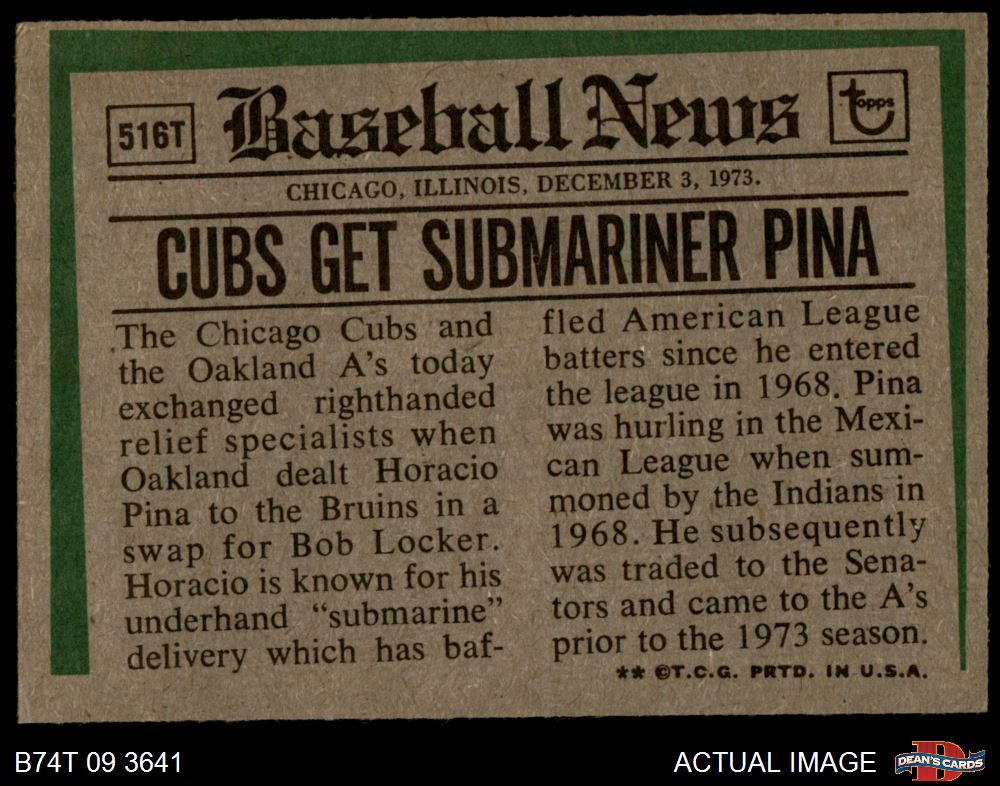 516T
Baseball News
topps
CHICAGO, ILLINOIS, DECEMBER 3, 1973.
CUBS GET SUBMARINER PINA
The Chicago Cubs and
the Oakland A's today
exchanged righthanded
relief specialists when
Oakland dealt Horacio
Pina to the Bruins in a
swap for Bob Locker.
Horacio is known for his
underhand “submarine”
delivery which has baf-
fled American League
batters since he entered
the league in 1968. Pina
was hurling in the Mexi-
can League when sum-
moned by the Indians in
1968. He subsequently
was traded to the Sena-
tors and came to the A's
prior to the 1973 season.
** ©T.C.G. PRTD. IN U.S.A.
B74T 09 3641
ACTUAL IMAGE
DEAN'S CARDS